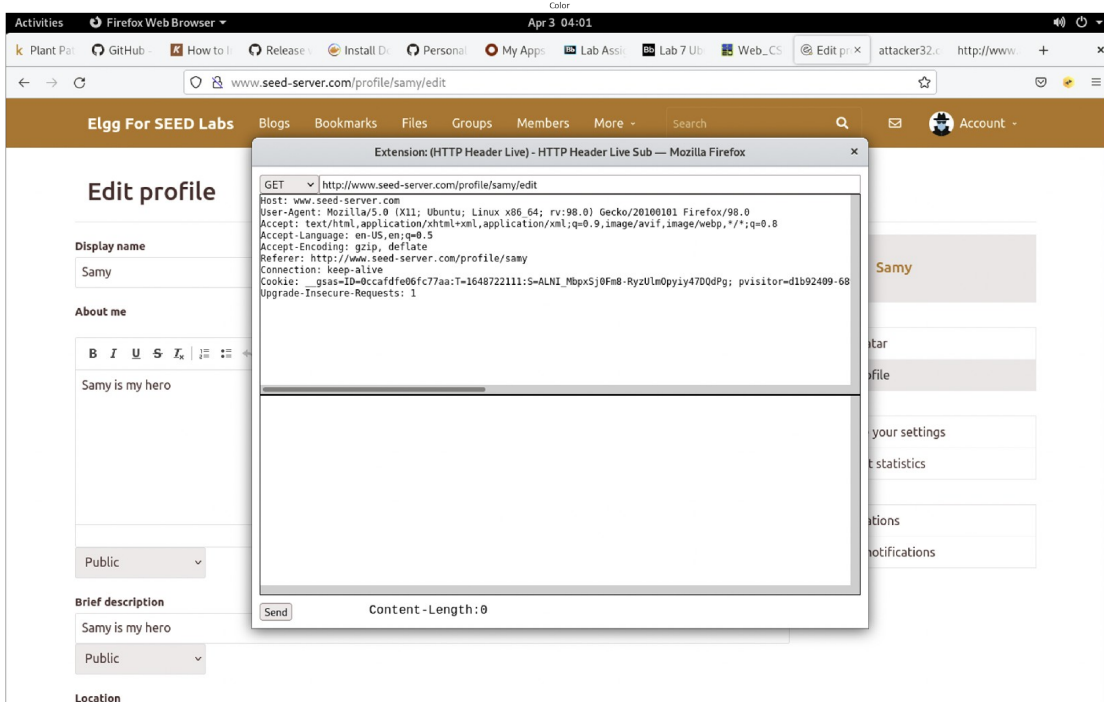 Color
Activities Firefox Web Browser Apr 3 04:01
Plant Pat GitHub - How to I Release Install Do Personal My Apps Lab Assi Lab 7 Ub Web_CS Edit pr attacker32.c http://www.
www.seed-server.com/profile/samy/edit
Elgg For SEED Labs Blogs Bookmarks Files Groups Members More Search Account
Extension: (HTTP Header Live) - HTTP Header Live Sub — Mozilla Firefox
GET http://www.seed-server.com/profile/samy/edit
Host: www.seed-server.com
User-Agent: Mozilla/5.0 (X11; Ubuntu; Linux x86_64; rv:98.0) Gecko/20100101 Firefox/98.0
Accept: text/html,application/xhtml+xml,application/xml;q=0.9,image/avif,image/webp,*/*;q=0.8
Accept-Language: en-US,en;q=0.5
Accept-Encoding: gzip, deflate
Referer: http://www.seed-server.com/profile/samy
Connection: keep-alive
Cookie: __gsas=ID=0ccafdfe06fc77aa:T=1648722111:S=ALNI_MbpxSj0Fm8-RyzUlmOpyiy47DQdPg; pvisitor=d1b92409-68
Upgrade-Insecure-Requests: 1
Send Content-Length:0
Edit profile
Display name
Samy
About me
B I U S Tx
Samy is my hero
Public
Brief description
Samy is my hero
Public
Location
Samy
atar
ofile
your settings
t statistics
ations
notifications